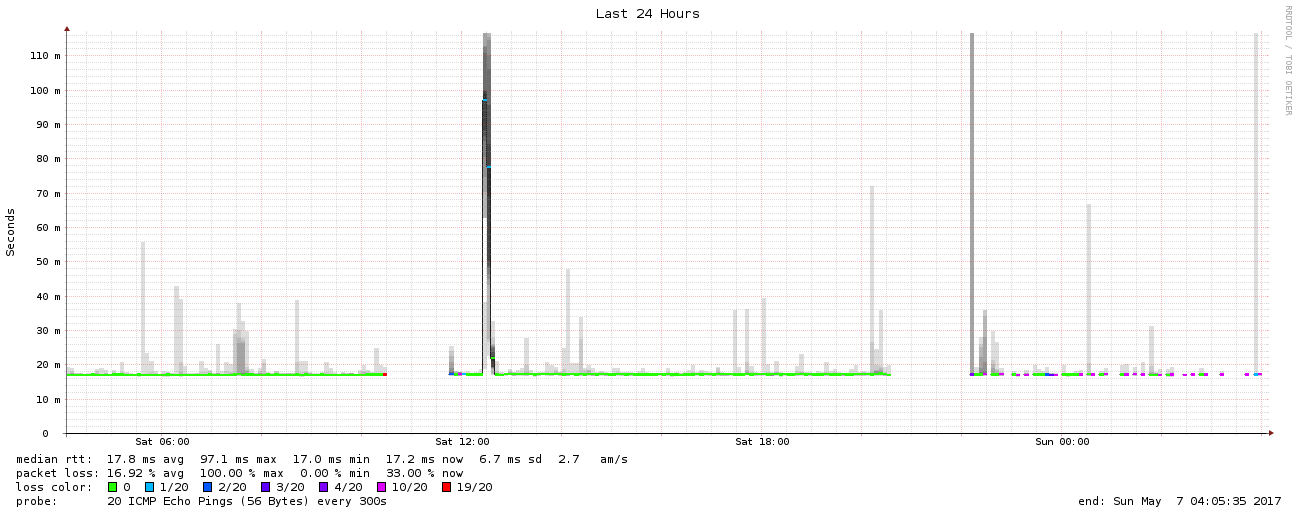 Last 24 Hours
RRDTOOL / TOBI OETIKER
Seconds
110 m
100 m
90 m
80 m
70 m
60 m
50 m
40 m
30 m
20 m
10 m
0
Sat 06:00 Sat 12:00 Sat 18:00 Sun 00:00
median rtt: 17.8 ms avg 97.1 ms max 17.0 ms min 17.2 ms now 6.7 ms sd 2.7 am/s
packet loss: 16.92 % avg 100.00 % max 0.00 % min 33.00 % now
loss color: 0 1/20 2/20 3/20 4/20 10/20 19/20
probe: 20 ICMP Echo Pings (56 Bytes) every 300s end: Sun May 7 04:05:35 2017